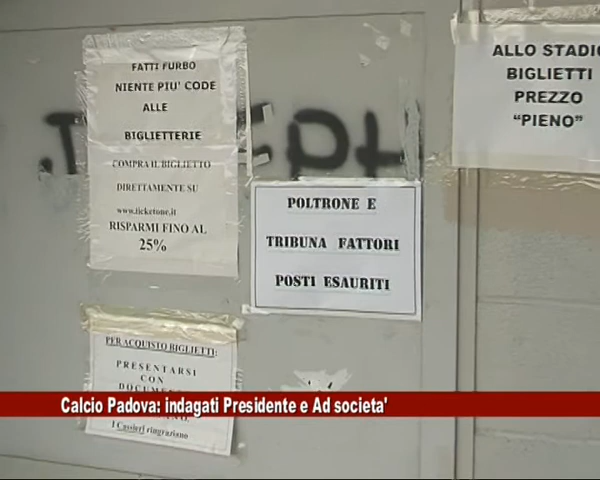 FATTI FURBO
NIENTE PIU' CODE
ALLE
BIGLIETTERIE
COMPRA IL BIGLIETTO
DIRETTAMENTE SU
www.ticketone.it
RISPARMI FINO AL
25%
POLTRONE E
TRIBUNA FATTORI
POSTI ESAURITI
ALLO STADIO
BIGLIETTI
PREZZO
“PIENO”
PER ACQUISTO BIGLIETTI:
PRESENTARSI
CON
I Cassieri ringraziano
Calcio Padova: indagati Presidente e Ad societa'